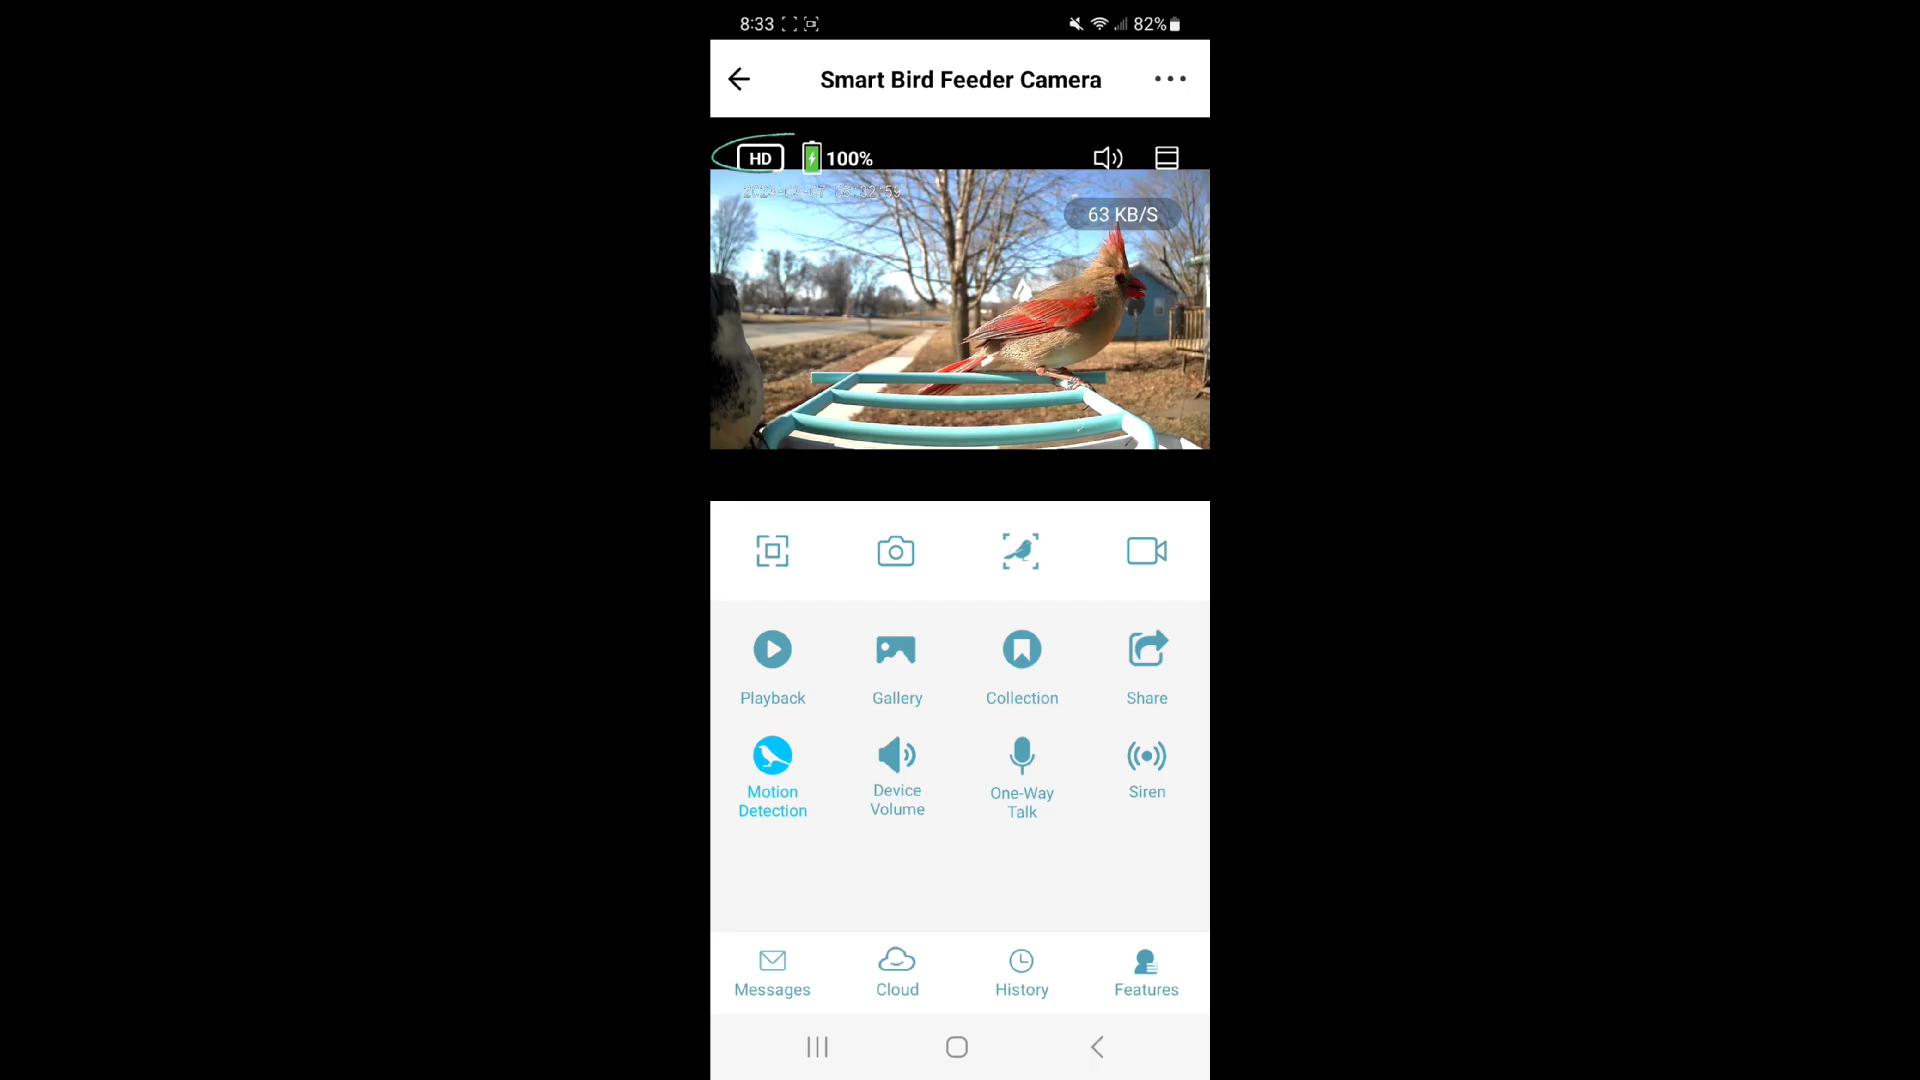 8:33 82%
Smart Bird Feeder Camera
HD 100%
63 KB/S
Playback Gallery Collection Share
Motion Detection
Device Volume
One-Way Talk
Siren
Messages Cloud History Features